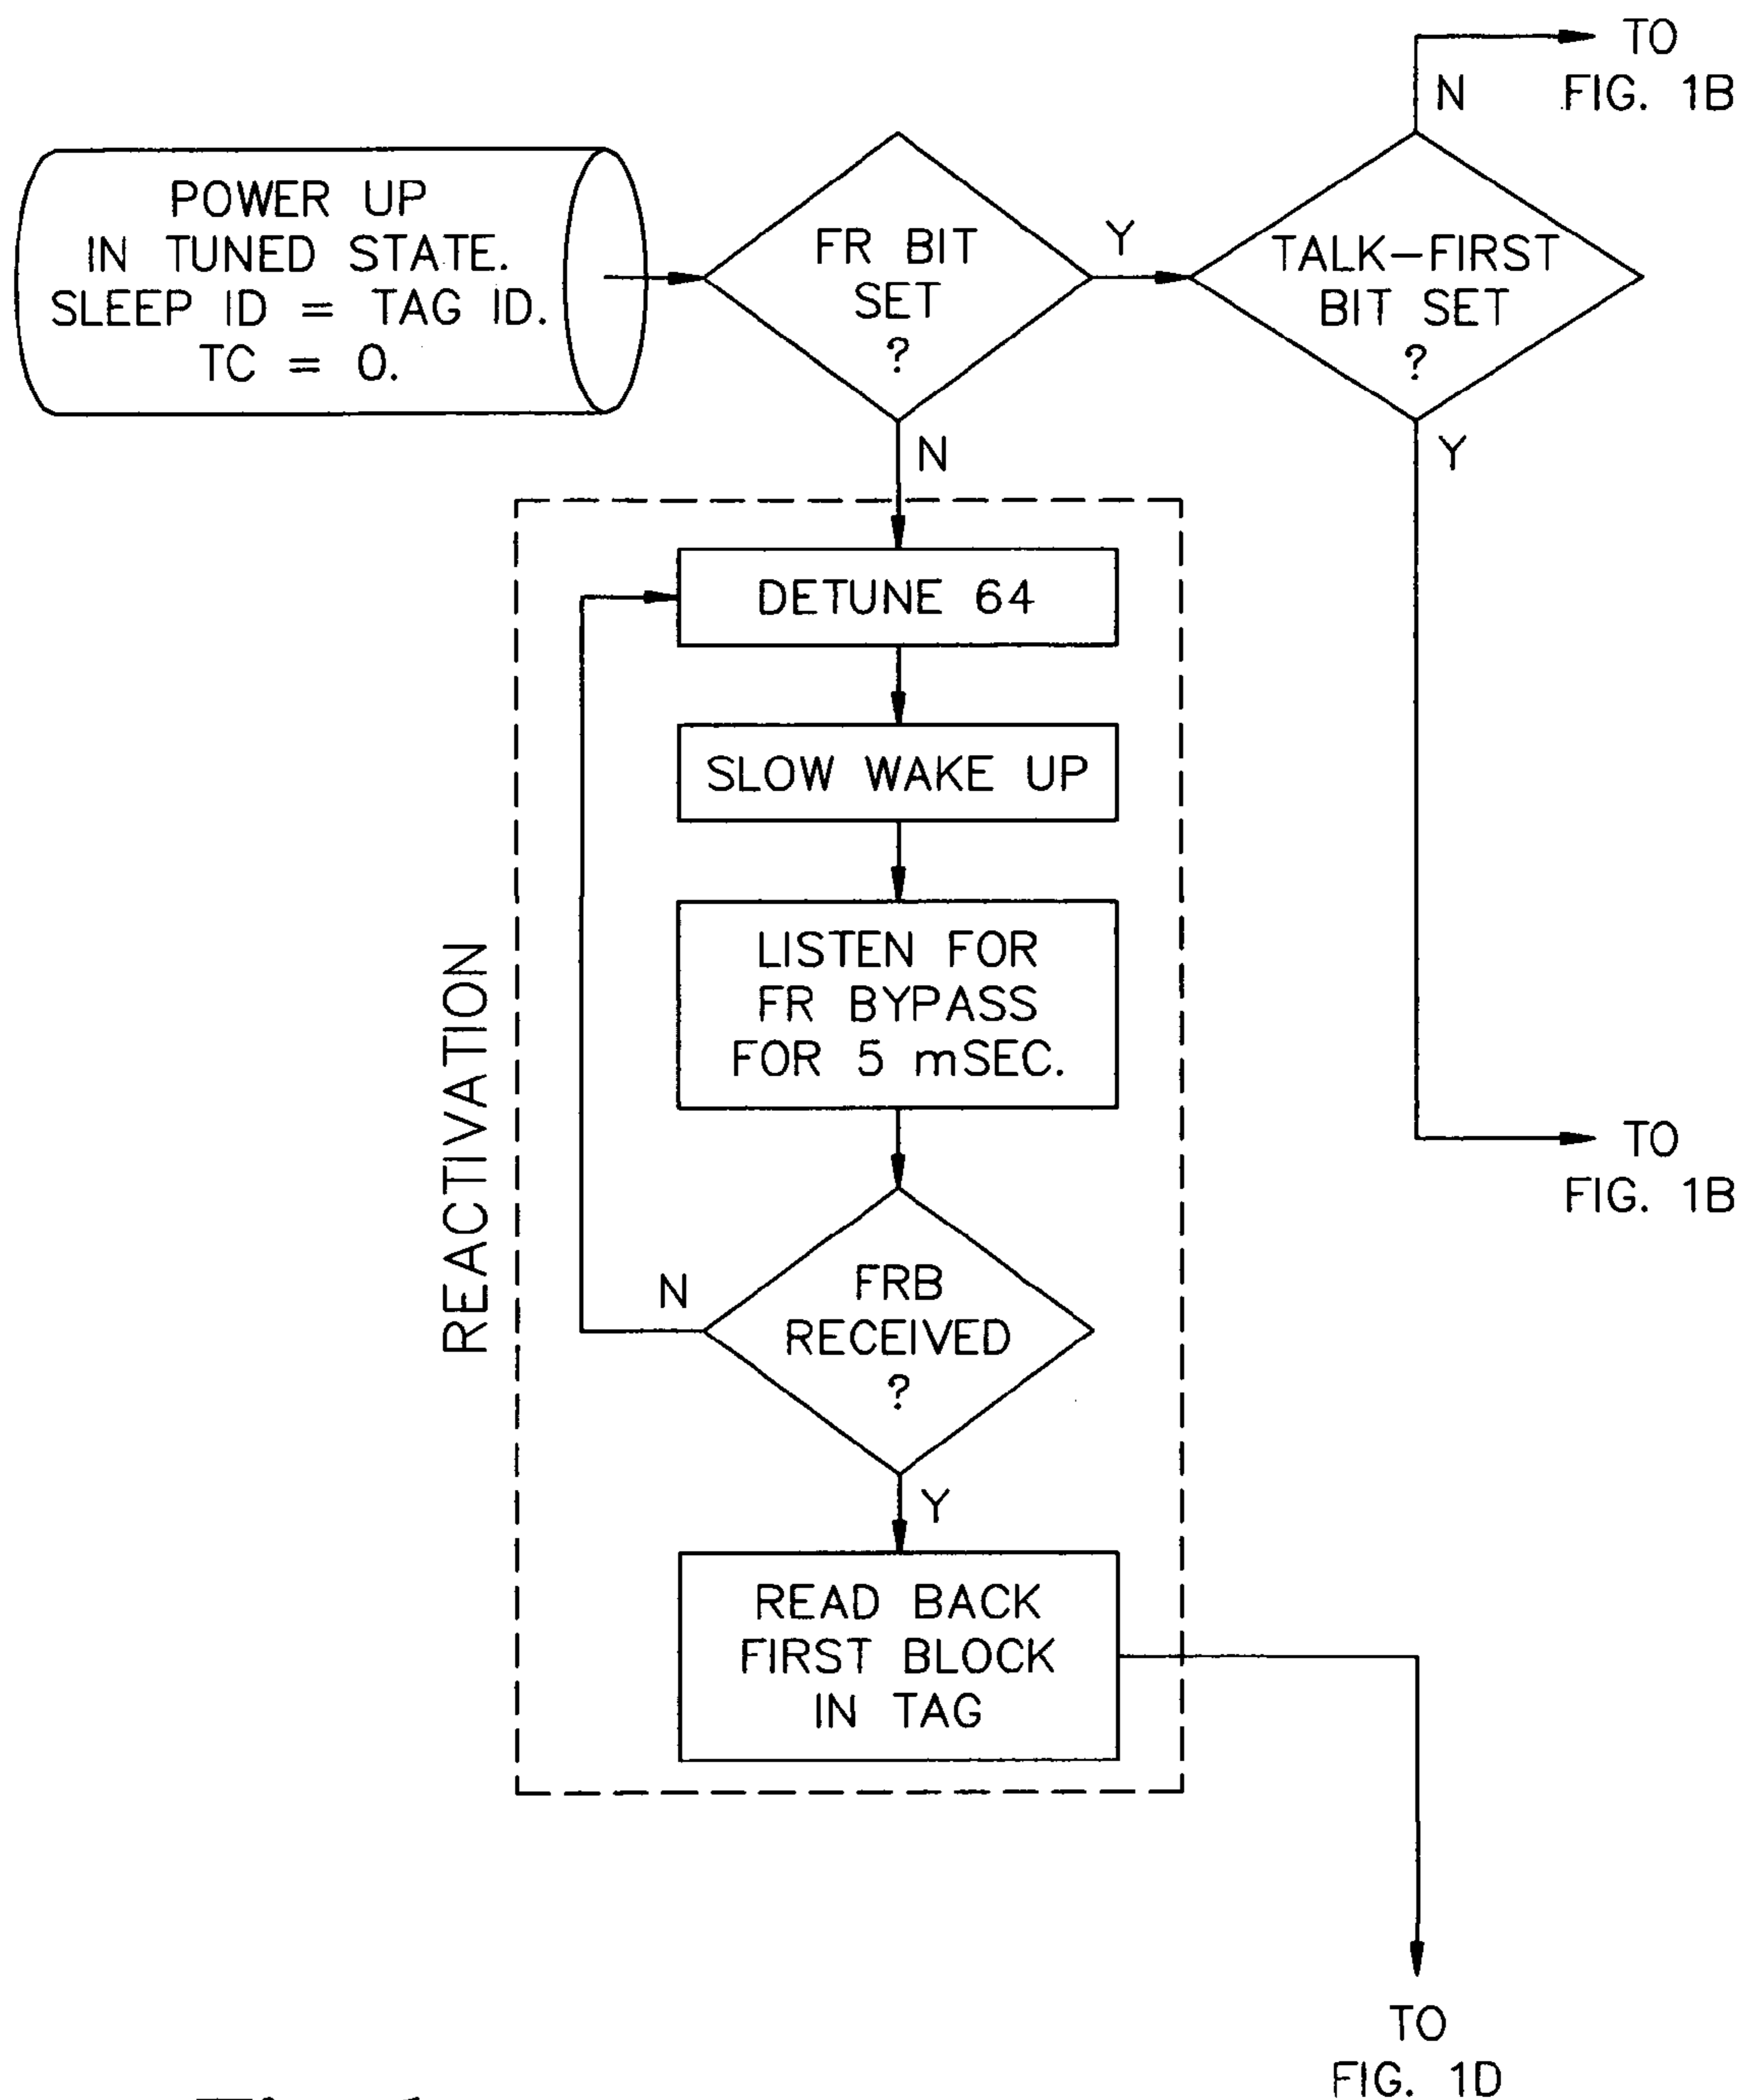 TO
FIG. 1B
N
POWER UP
IN TUNED STATE.
SLEEP ID = TAG ID.
TC = 0.
FR BIT
SET
?
Y
TALK-FIRST
BIT SET
?
N
Y
DETUNE 64
SLOW WAKE UP
LISTEN FOR
FR BYPASS
FOR 5 mSEC.
REACTIVATION
TO
FIG. 1B
N
FRB
RECEIVED
?
Y
READ BACK
FIRST BLOCK
IN TAG
TO
FIG. 1D